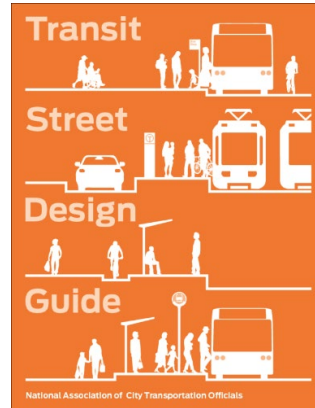 Transit
Street
Design
Guide
National Association of City Transportation Officials